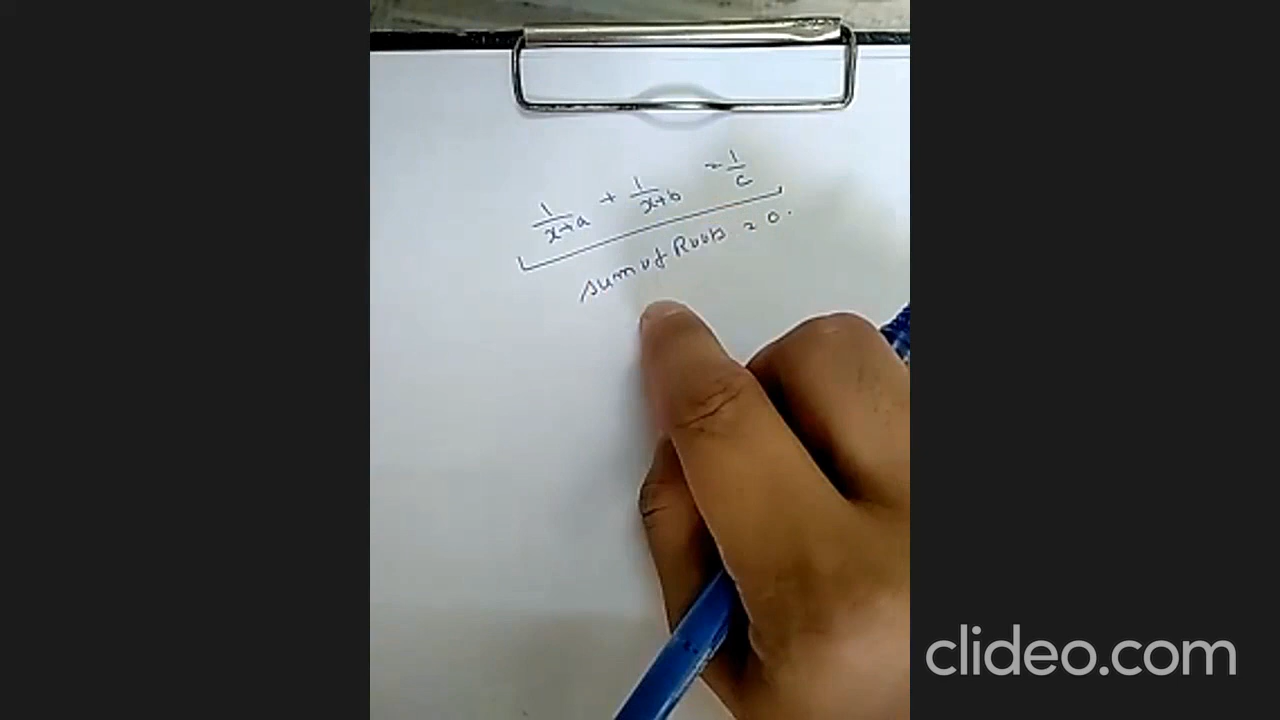 1/x+a + 1/x+b = 1/c
sum of Roots = 0.
clideo.com